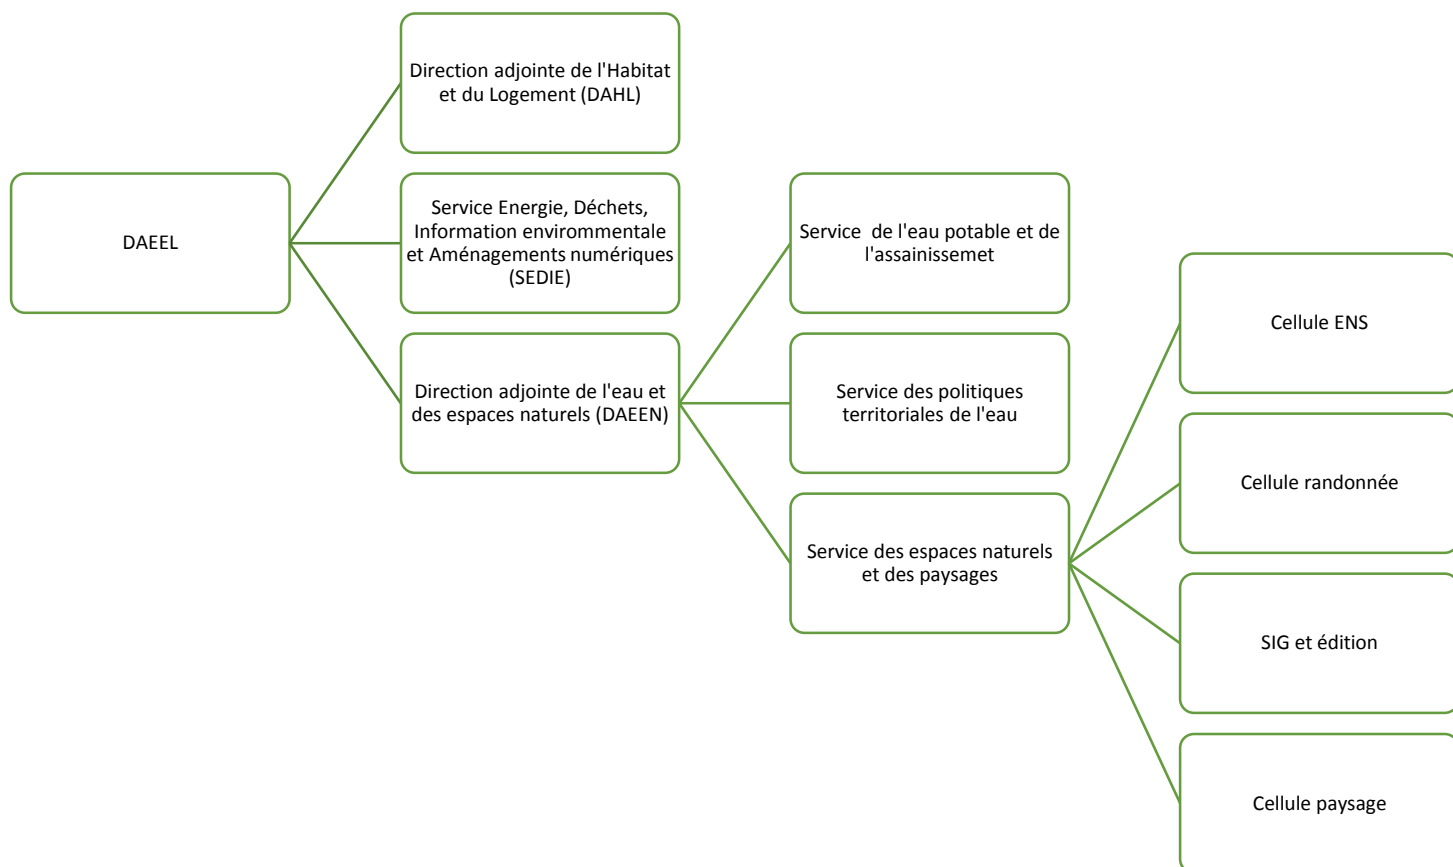 DAEEL
Direction adjointe de l'Habitat
et du Logement (DAHL)
Service Energie, Déchets,
Information envirommentale
et Aménagements numériques
(SEDIE)
Direction adjointe de l'eau et
des espaces naturels (DAEEN)
Service  de l'eau potable et de
l'assainissemet
Service des politiques
territoriales de l'eau
Service des espaces naturels
et des paysages
Cellule ENS
Cellule randonnée
SIG et édition
Cellule paysage